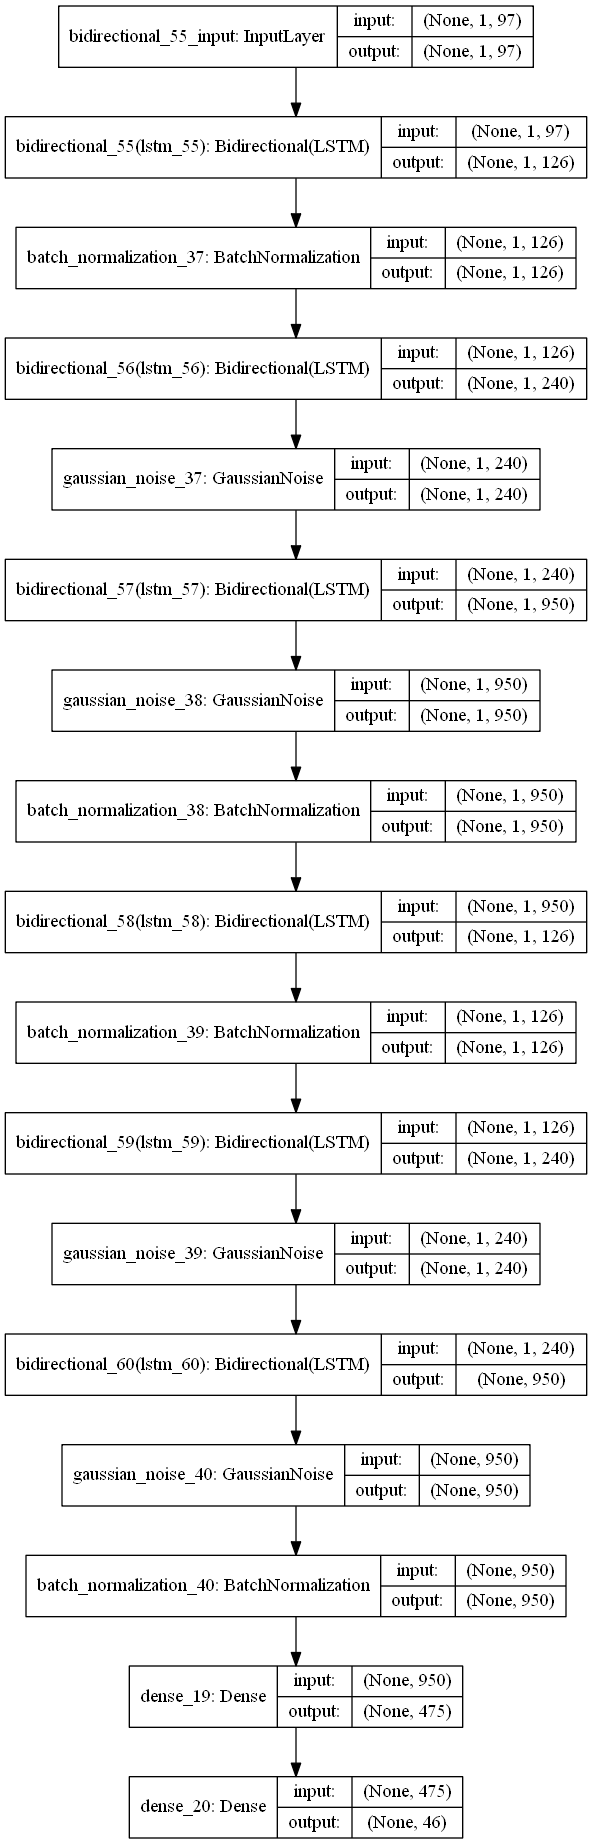 bidirectional_55_input: InputLayer
input: (None, 1, 97)
output: (None, 1, 97)
bidirectional_55(lstm_55): Bidirectional(LSTM)
input: (None, 1, 97)
output: (None, 1, 126)
batch_normalization_37: BatchNormalization
input: (None, 1, 126)
output: (None, 1, 126)
bidirectional_56(lstm_56): Bidirectional(LSTM)
input: (None, 1, 126)
output: (None, 1, 240)
gaussian_noise_37: GaussianNoise
input: (None, 1, 240)
output: (None, 1, 240)
bidirectional_57(lstm_57): Bidirectional(LSTM)
input: (None, 1, 240)
output: (None, 1, 950)
gaussian_noise_38: GaussianNoise
input: (None, 1, 950)
output: (None, 1, 950)
batch_normalization_38: BatchNormalization
input: (None, 1, 950)
output: (None, 1, 950)
bidirectional_58(lstm_58): Bidirectional(LSTM)
input: (None, 1, 950)
output: (None, 1, 126)
batch_normalization_39: BatchNormalization
input: (None, 1, 126)
output: (None, 1, 126)
bidirectional_59(lstm_59): Bidirectional(LSTM)
input: (None, 1, 126)
output: (None, 1, 240)
gaussian_noise_39: GaussianNoise
input: (None, 1, 240)
output: (None, 1, 240)
bidirectional_60(lstm_60): Bidirectional(LSTM)
input: (None, 1, 240)
output: (None, 950)
gaussian_noise_40: GaussianNoise
input: (None, 950)
output: (None, 950)
batch_normalization_40: BatchNormalization
input: (None, 950)
output: (None, 950)
dense_19: Dense
input: (None, 950)
output: (None, 475)
dense_20: Dense
input: (None, 475)
output: (None, 46)